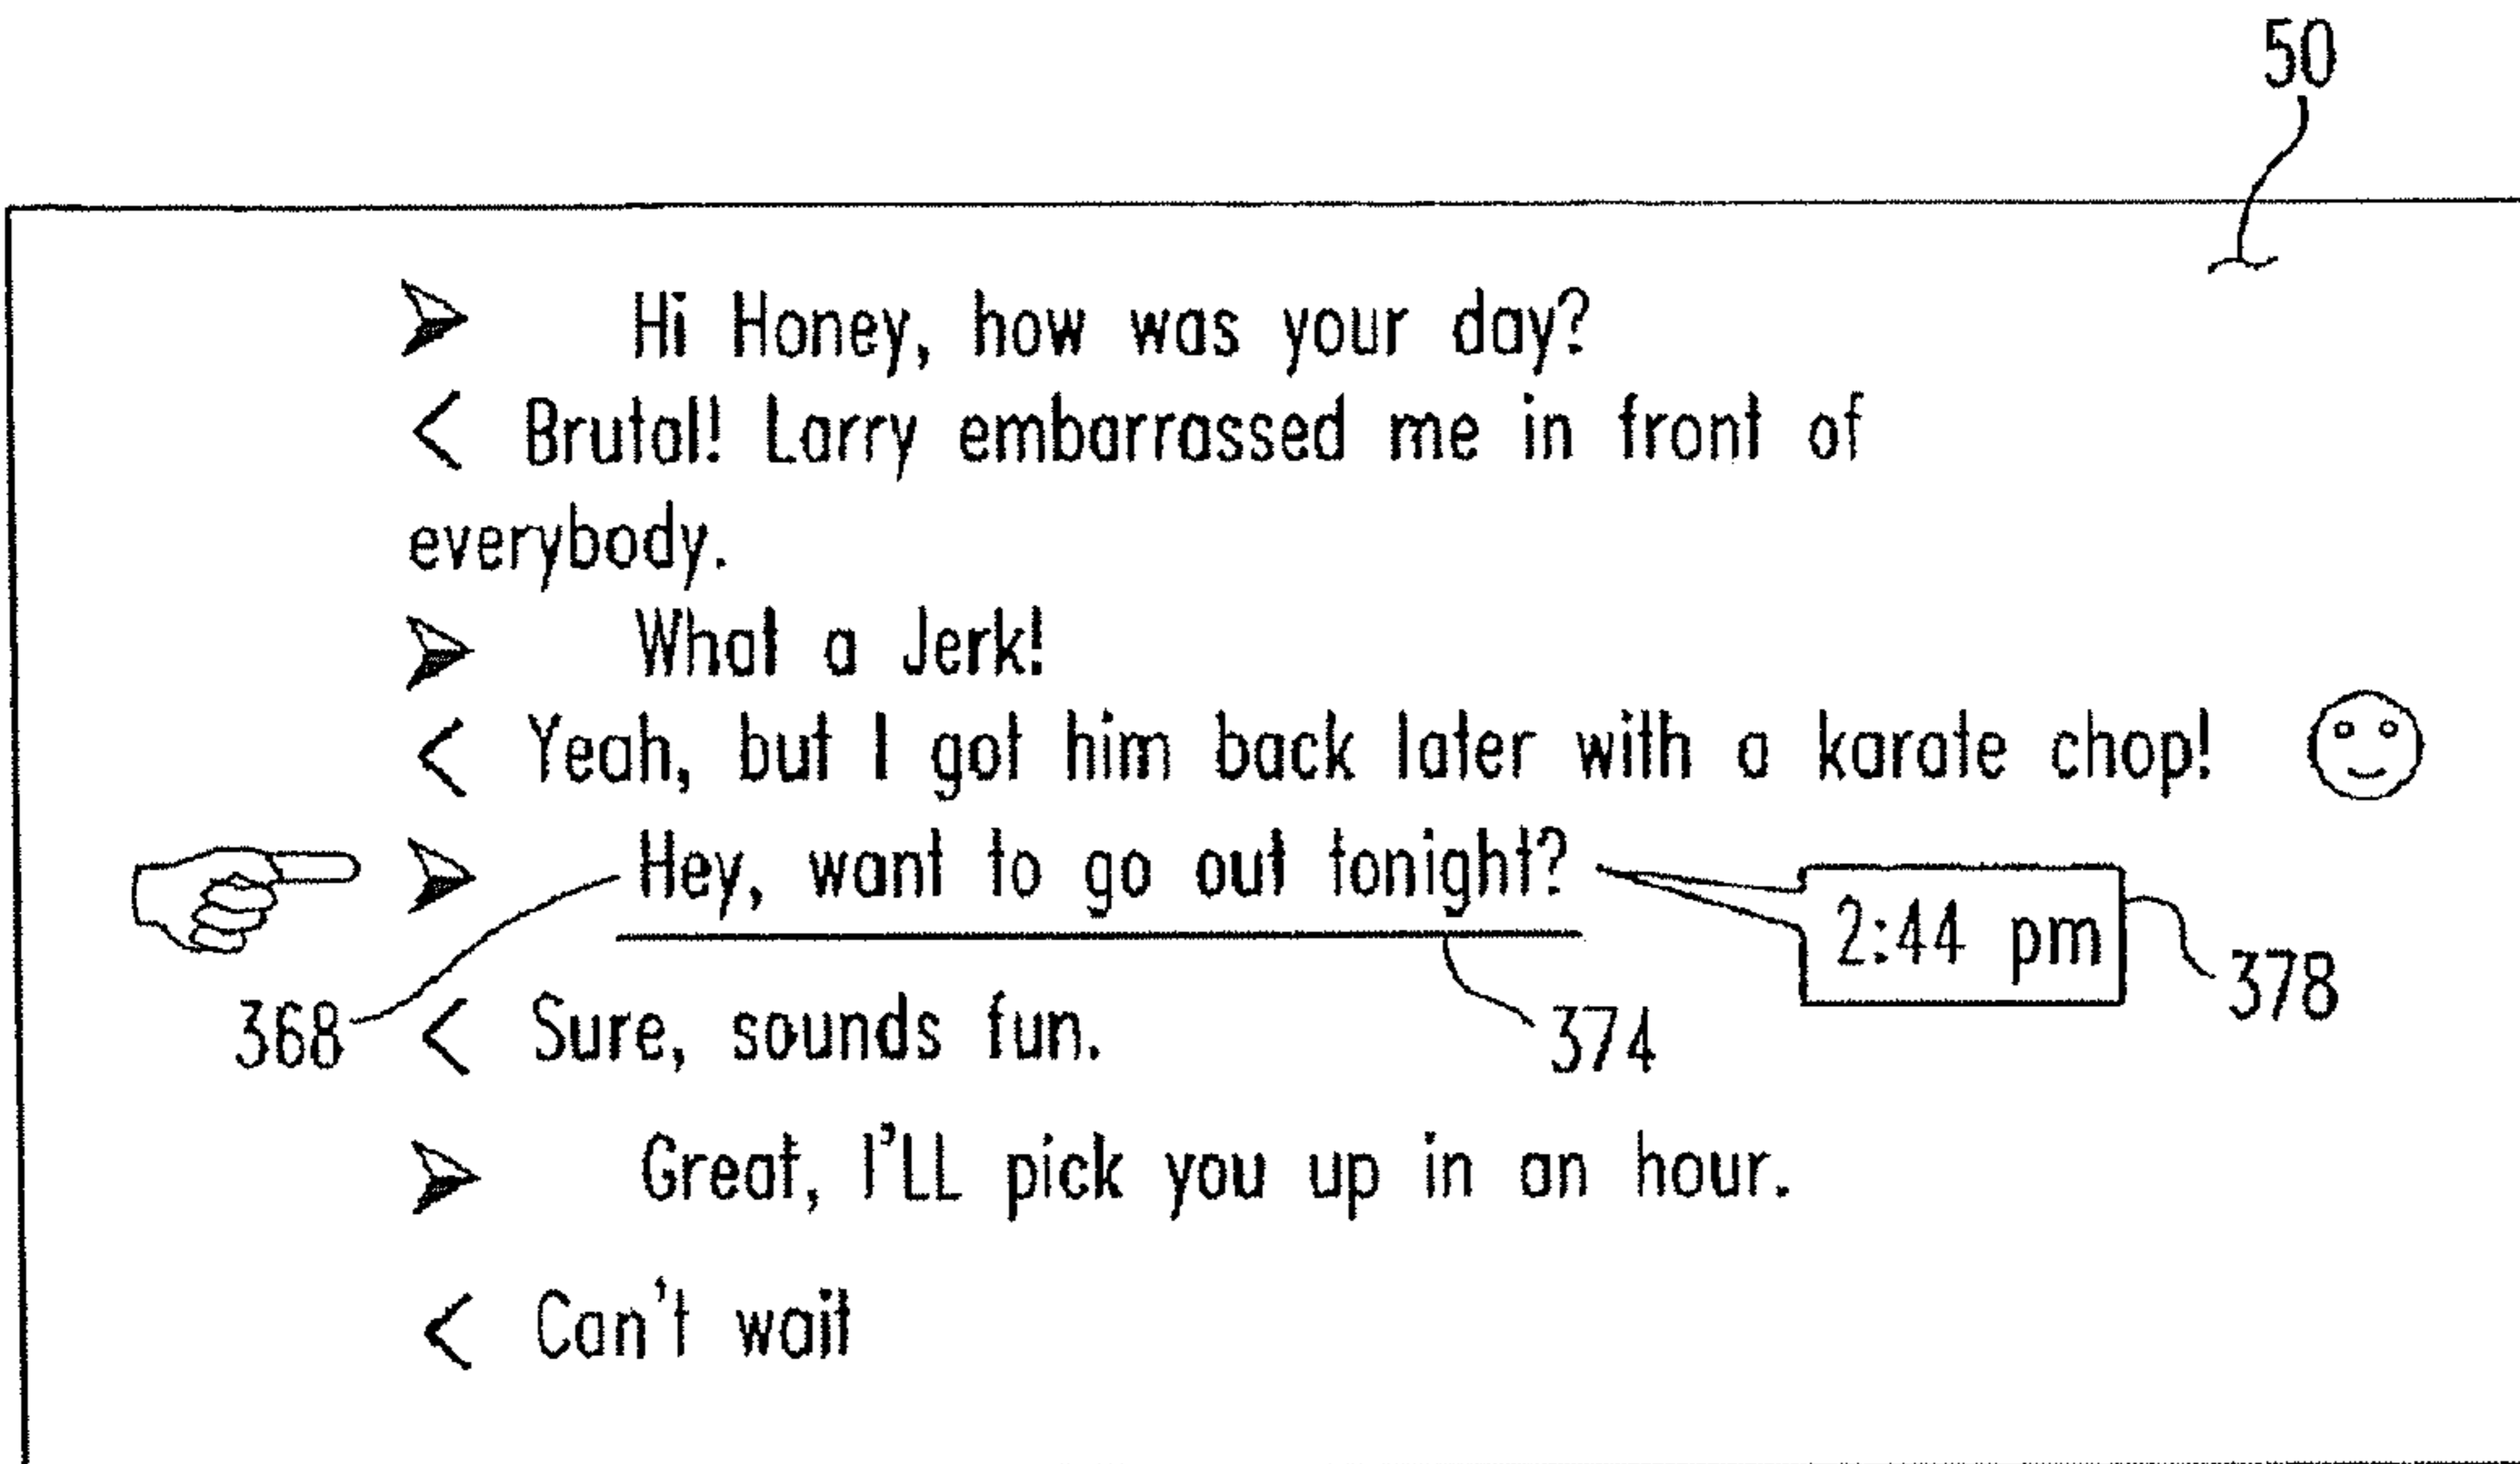 50
➢ Hi Honey, how was your day?
< Brutal! Larry embarrassed me in front of
everybody.
➢ What a Jerk!
< Yeah, but I got him back later with a karate chop!
➢ Hey, want to go out tonight?
2:44 pm
378
368
< Sure, sounds fun.
374
➢ Great, I'LL pick you up in an hour.
< Can't wait